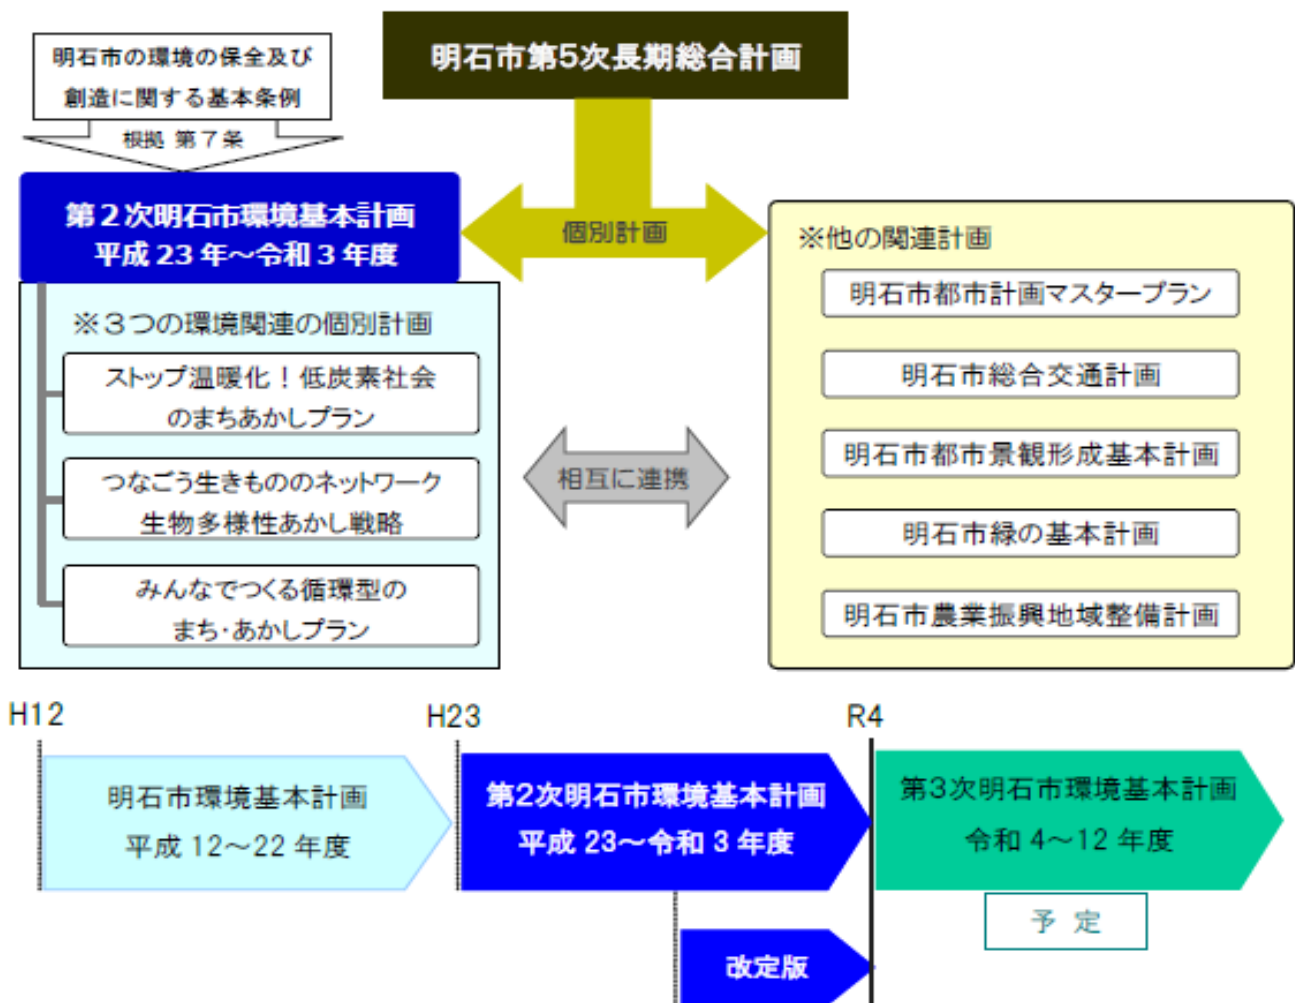 明石市の環境の保全及び
創造に関する基本条例
根拠 第７条
明石市第5次長期総合計画
第２次明石市環境基本計画
平成 23 年～令和 3 年度
個別計画
※３つの環境関連の個別計画
ストップ温暖化！低炭素社会
のまちあかしプラン
つなごう生きもののネットワーク
生物多様性あかし戦略
みんなでつくる循環型の
まち・あかしプラン
相互に連携
※他の関連計画
明石市都市計画マスタープラン
明石市総合交通計画
明石市都市景観形成基本計画
明石市緑の基本計画
明石市農業振興地域整備計画
H12
H23
R4
明石市環境基本計画
平成 12～22 年度
第2次明石市環境基本計画
平成 23～令和 3 年度
第3次明石市環境基本計画
令和 4～12 年度
予 定
改定版